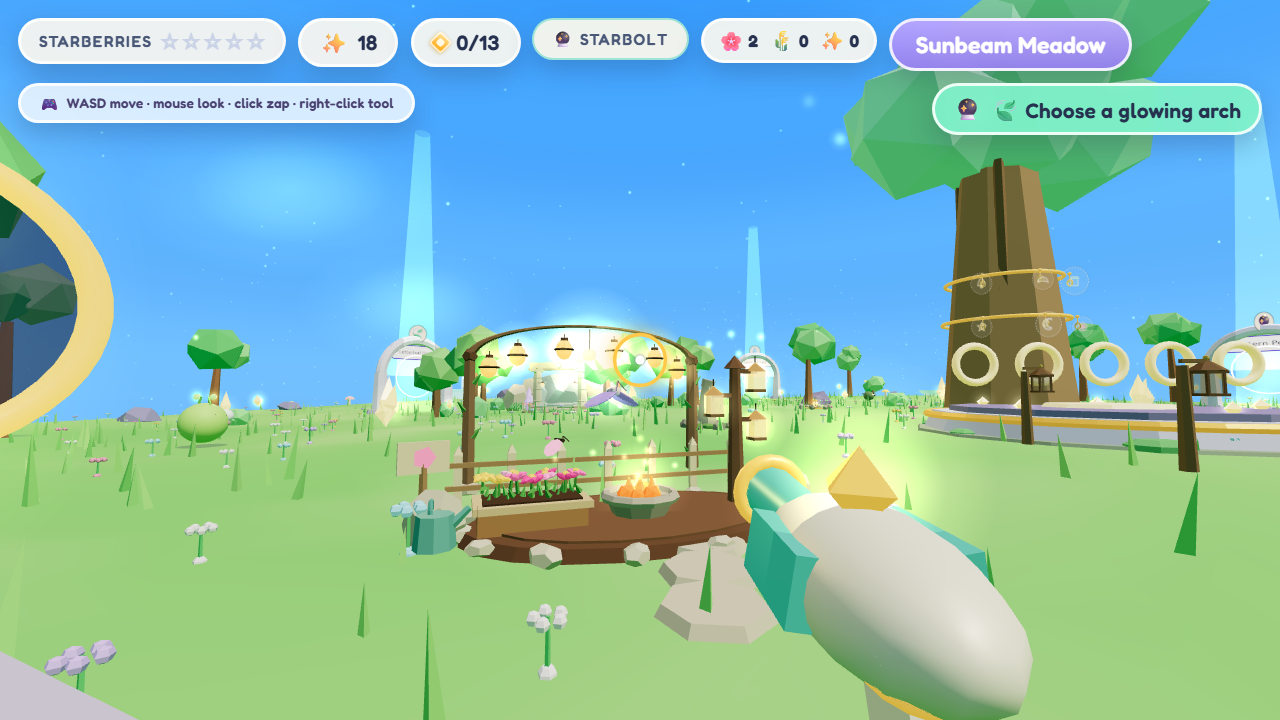 STARBERRIES ☆☆☆☆☆
18
0/13
STARBOLT
2 0 0
Sunbeam Meadow
WASD move · mouse look · click zap · right-click tool
Choose a glowing arch